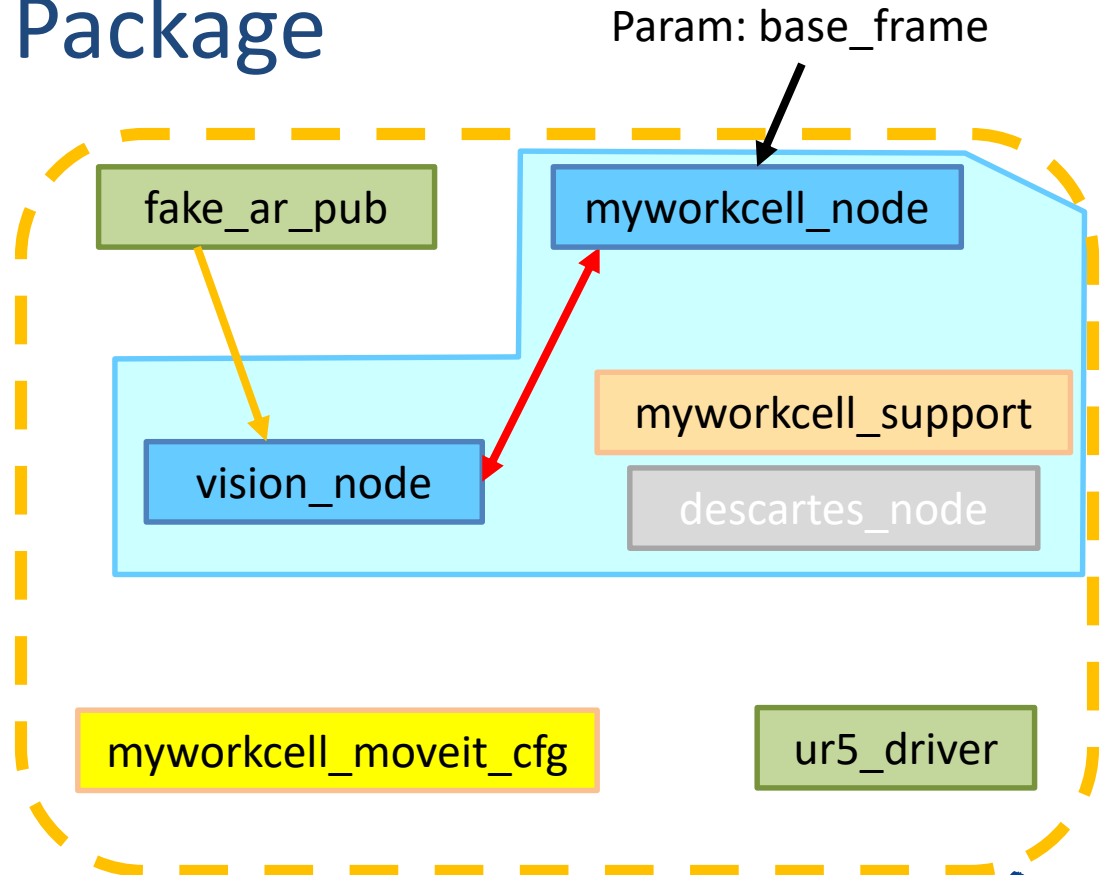 Package
Param: base_frame
fake_ar_pub
myworkcell_node
myworkcell_support
vision_node
descartes_node
myworkcell_moveit_cfg
ur5_driver